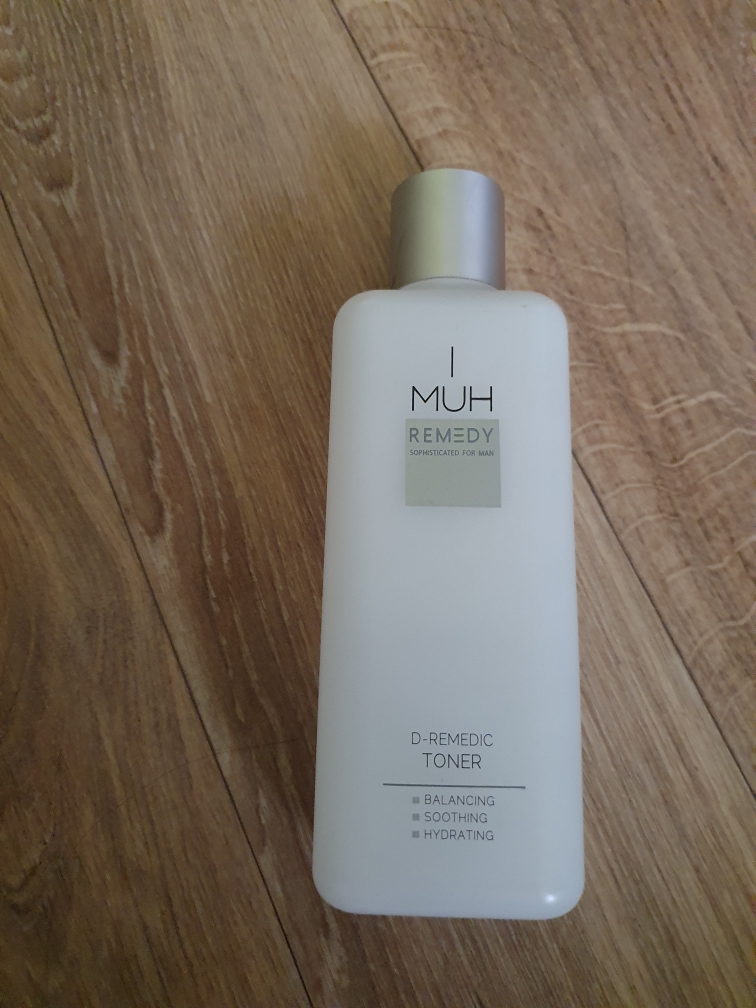 I
MUH
REMEDY
SOPHISTICATED FOR MAN
D-REMEDIC
TONER
BALANCING
SOOTHING
HYDRATING